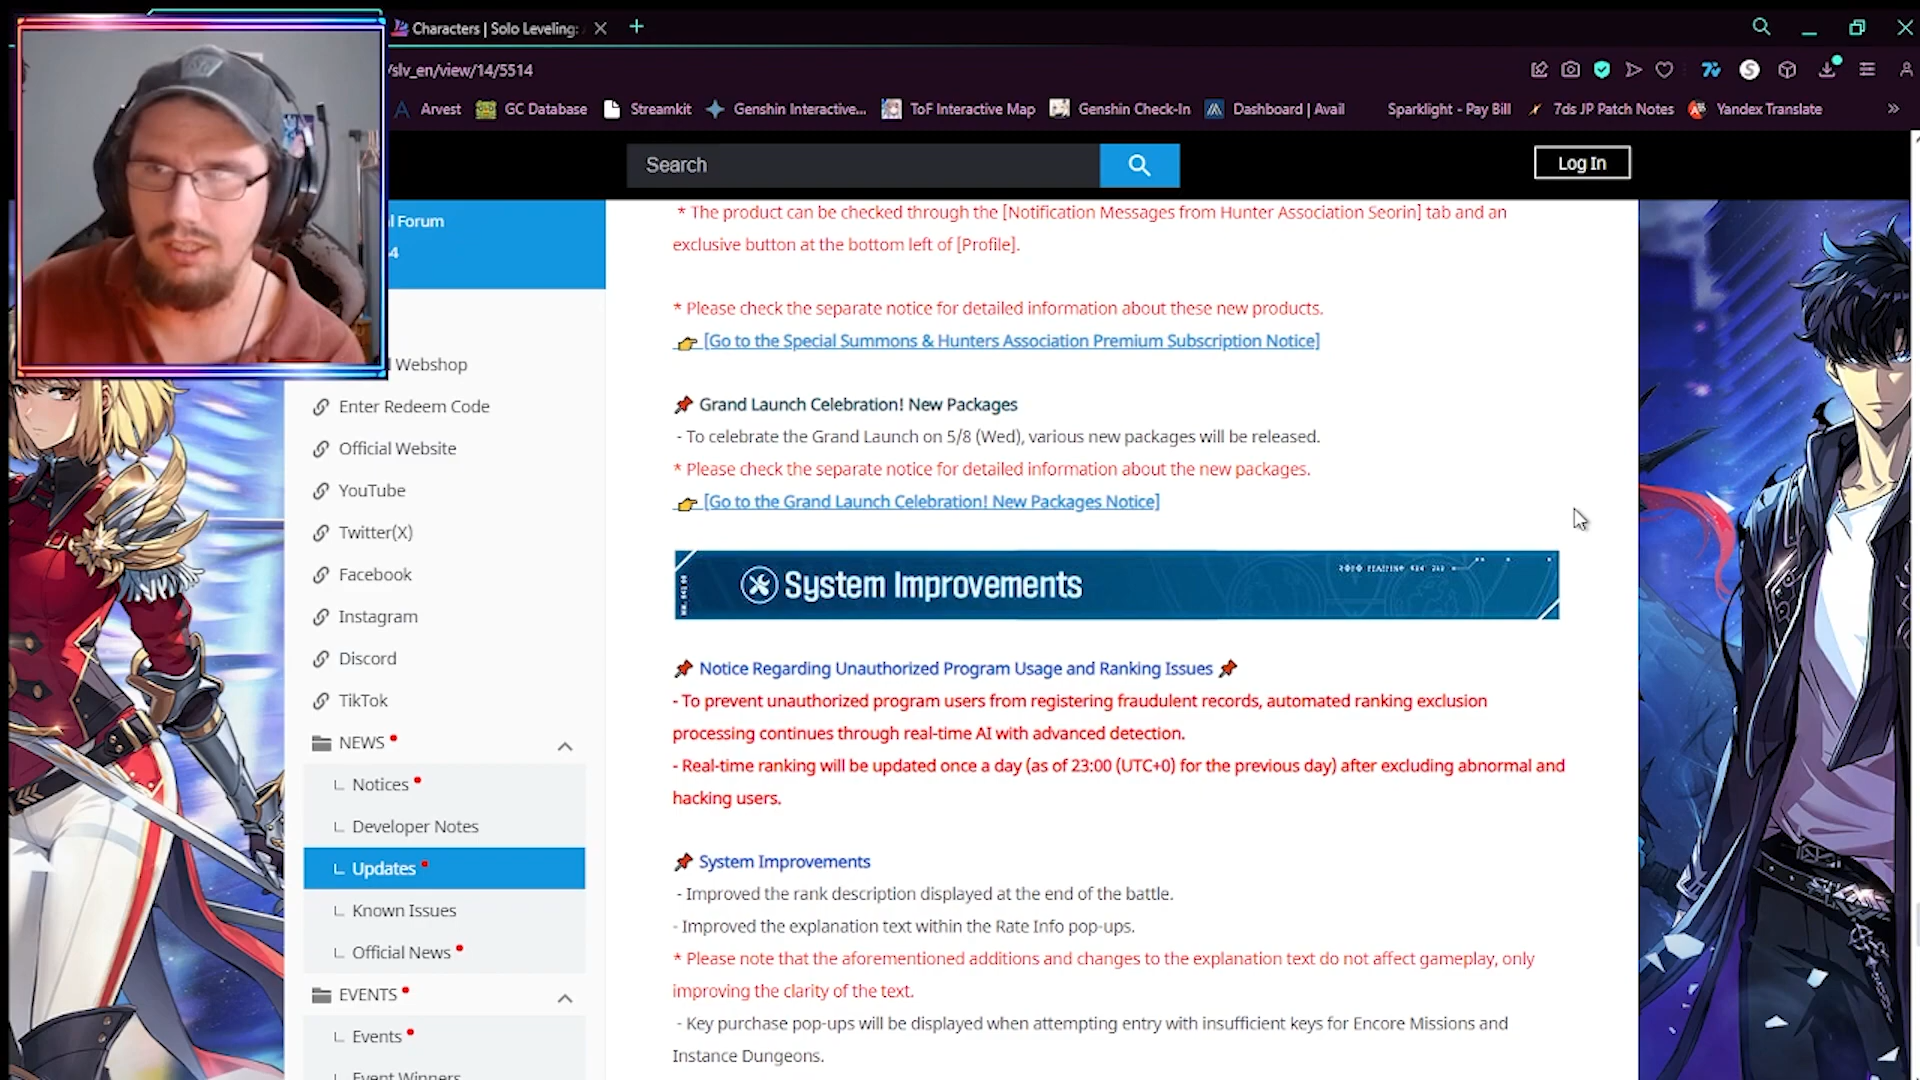 Characters | Solo Leveling:
/slv_en/view/14/5514
Arvest
GC Database
Streamkit
Genshin Interactive...
ToF Interactive Map
Genshin Check-In
Dashboard | Avail
Sparklight - Pay Bill
7ds JP Patch Notes
Yandex Translate
Search
Log In
l Forum
4
l Webshop
Enter Redeem Code
Official Website
YouTube
Twitter(X)
Facebook
Instagram
Discord
TikTok
NEWS
Notices
Developer Notes
Updates
Known Issues
Official News
EVENTS
Events
Event Winners
* The product can be checked through the [Notification Messages from Hunter Association Seorin] tab and an
exclusive button at the bottom left of [Profile].
* Please check the separate notice for detailed information about these new products.
[Go to the Special Summons & Hunters Association Premium Subscription Notice]
Grand Launch Celebration! New Packages
- To celebrate the Grand Launch on 5/8 (Wed), various new packages will be released.
* Please check the separate notice for detailed information about the new packages.
[Go to the Grand Launch Celebration! New Packages Notice]
System Improvements
Notice Regarding Unauthorized Program Usage and Ranking Issues
- To prevent unauthorized program users from registering fraudulent records, automated ranking exclusion
processing continues through real-time AI with advanced detection.
- Real-time ranking will be updated once a day (as of 23:00 (UTC+0) for the previous day) after excluding abnormal and
hacking users.
System Improvements
- Improved the rank description displayed at the end of the battle.
- Improved the explanation text within the Rate Info pop-ups.
* Please note that the aforementioned additions and changes to the explanation text do not affect gameplay, only
improving the clarity of the text.
- Key purchase pop-ups will be displayed when attempting entry with insufficient keys for Encore Missions and
Instance Dungeons.